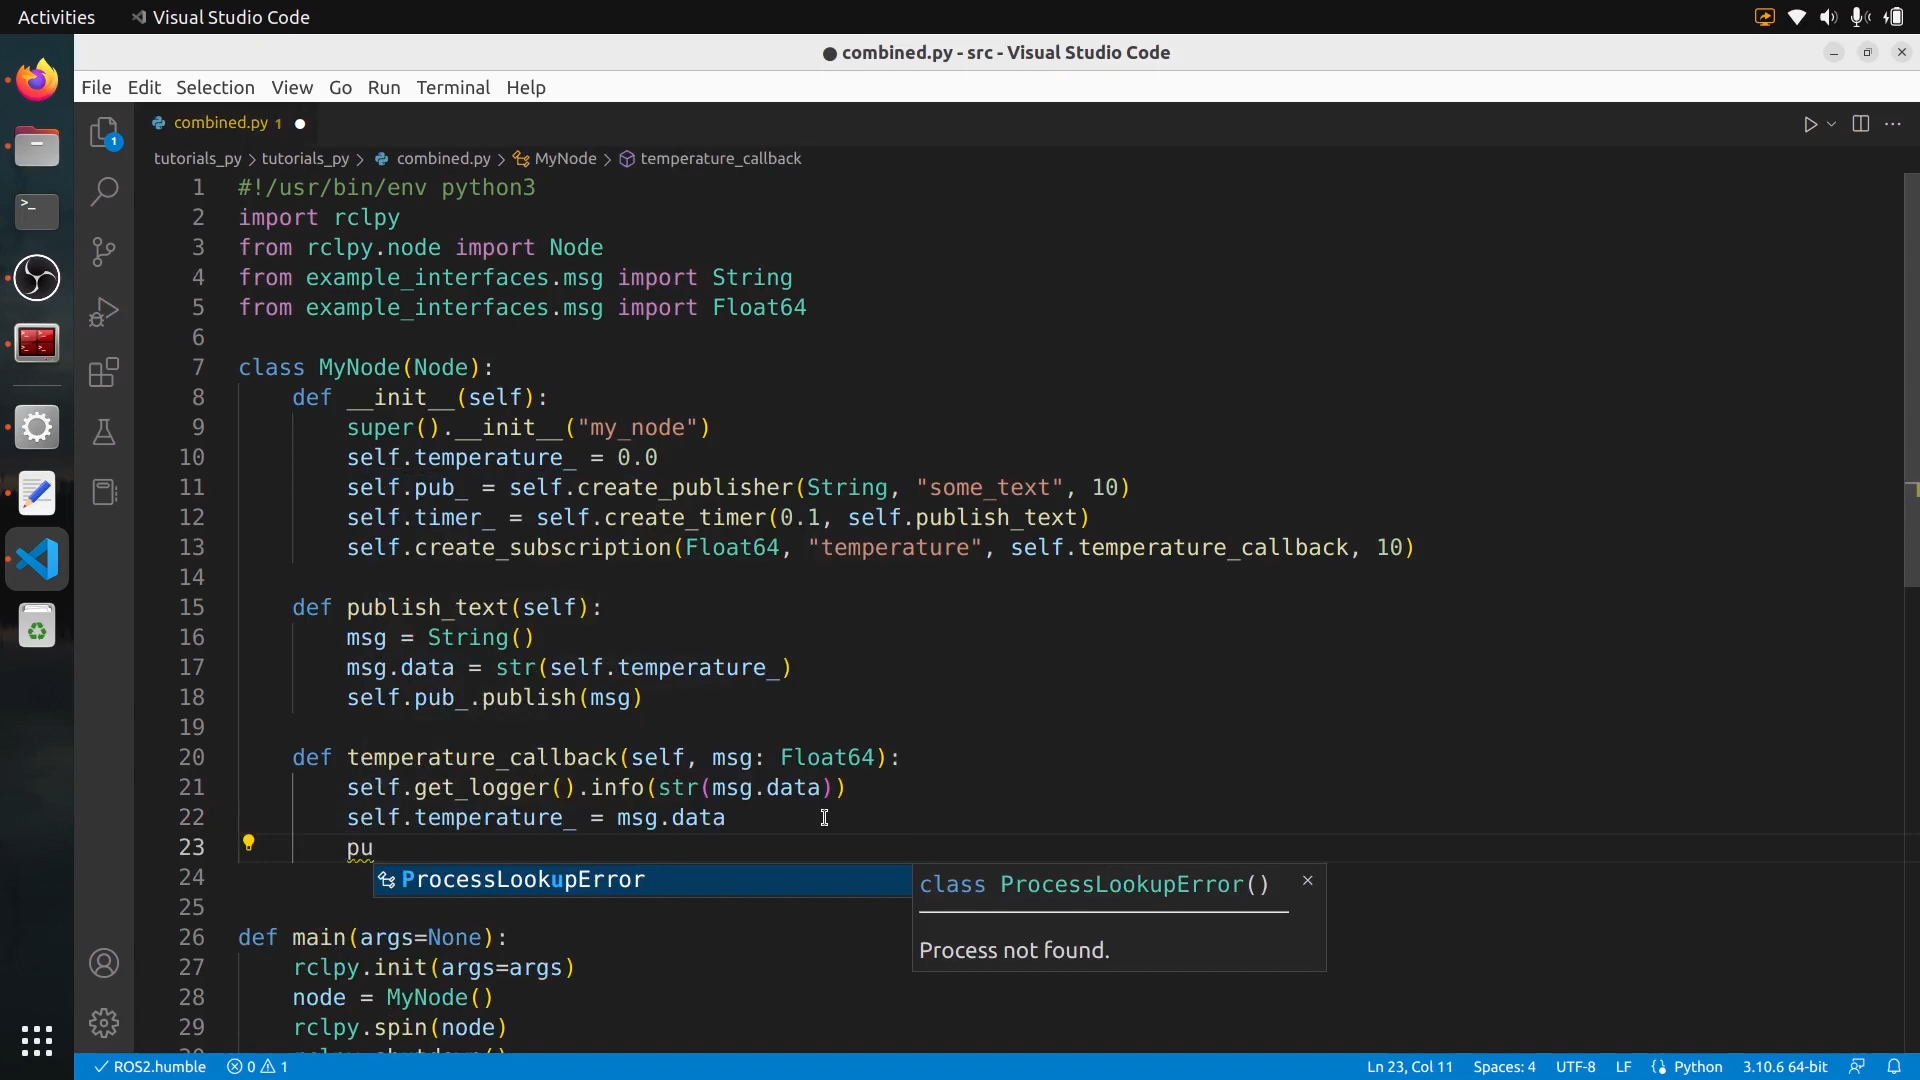 Activities Visual Studio Code
combined.py - src - Visual Studio Code
File Edit Selection View Go Run Terminal Help
1 combined.py 1
tutorials_py > tutorials_py > combined.py > MyNode > temperature_callback
1 #!/usr/bin/env python3
2 import rclpy
3 from rclpy.node import Node
4 from example_interfaces.msg import String
5 from example_interfaces.msg import Float64
6
7 class MyNode(Node):
8 def __init__(self):
9 super().__init__("my_node")
10 self.temperature_ = 0.0
11 self.pub_ = self.create_publisher(String, "some_text", 10)
12 self.timer_ = self.create_timer(0.1, self.publish_text)
13 self.create_subscription(Float64, "temperature", self.temperature_callback, 10)
14
15 def publish_text(self):
16 msg = String()
17 msg.data = str(self.temperature_)
18 self.pub_.publish(msg)
19
20 def temperature_callback(self, msg: Float64):
21 self.get_logger().info(str(msg.data))
22 self.temperature_ = msg.data
23 pu
24 ProcessLookupError class ProcessLookupError()
25
Process not found.
26 def main(args=None):
27 rclpy.init(args=args)
28 node = MyNode()
29 rclpy.spin(node)
ROS2.humble 0 1 Ln 23, Col 11 Spaces: 4 UTF-8 LF Python 3.10.6 64-bit